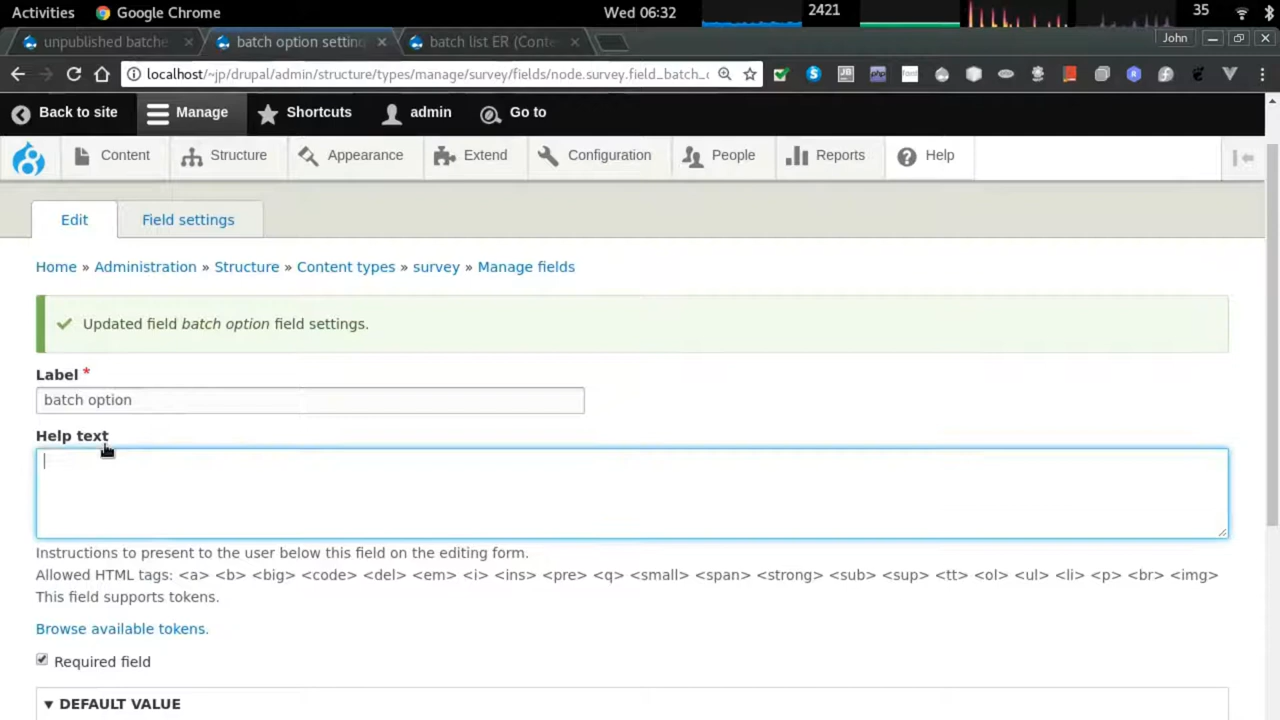 Activities Google Chrome Wed 06:32 2421 35
unpublished batche batch option setting batch list ER (Conte John
localhost/~jp/drupal/admin/structure/types/manage/survey/fields/node.survey.field_batch_
Back to site Manage Shortcuts admin Go to
Content Structure Appearance Extend Configuration People Reports Help
Edit Field settings
Home » Administration » Structure » Content types » survey » Manage fields
Updated field batch option field settings.
Label *
batch option
Help text
Instructions to present to the user below this field on the editing form.
Allowed HTML tags: <a> <b> <big> <code> <del> <em> <i> <ins> <pre> <q> <small> <span> <strong> <sub> <sup> <tt> <ol> <ul> <li> <p> <br> <img>
This field supports tokens.
Browse available tokens.
Required field
▼ DEFAULT VALUE